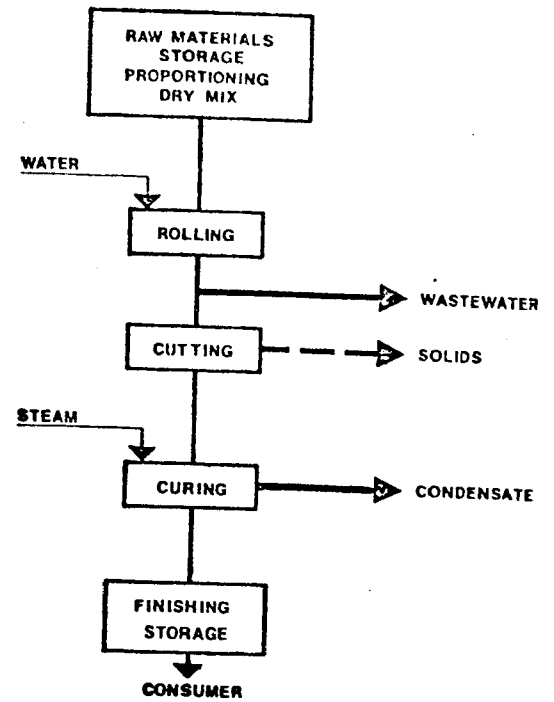 RAW MATERIALS
STORAGE
PROPORTIONING
DRY MIX
WATER
ROLLING
WASTEWATER
CUTTING
SOLIDS
STEAM
CURING
CONDENSATE
FINISHING
STORAGE
CONSUMER